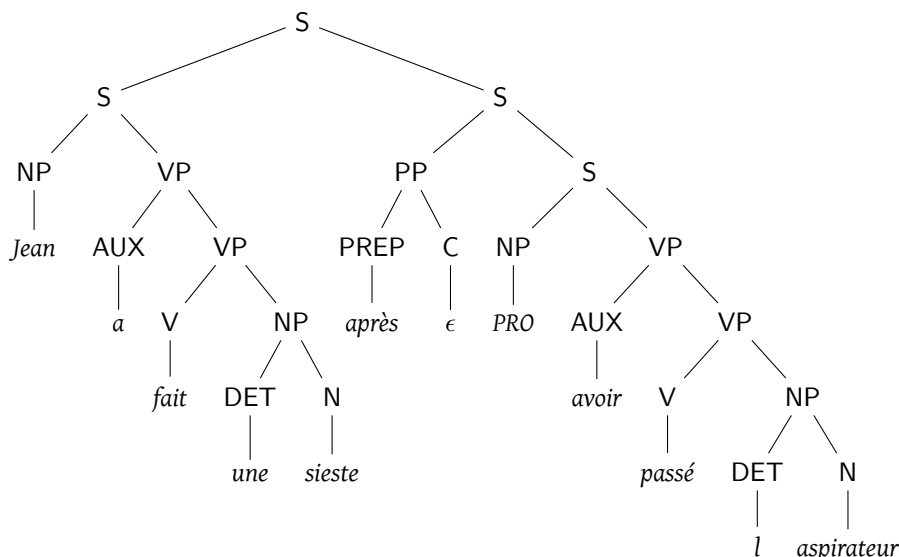 S
S S
NP VP PP S
Jean AUX VP PREP C NP VP
a V NP après ϵ PRO AUX VP
fait DET N avoir V NP
une sieste passé DET N
l aspirateur